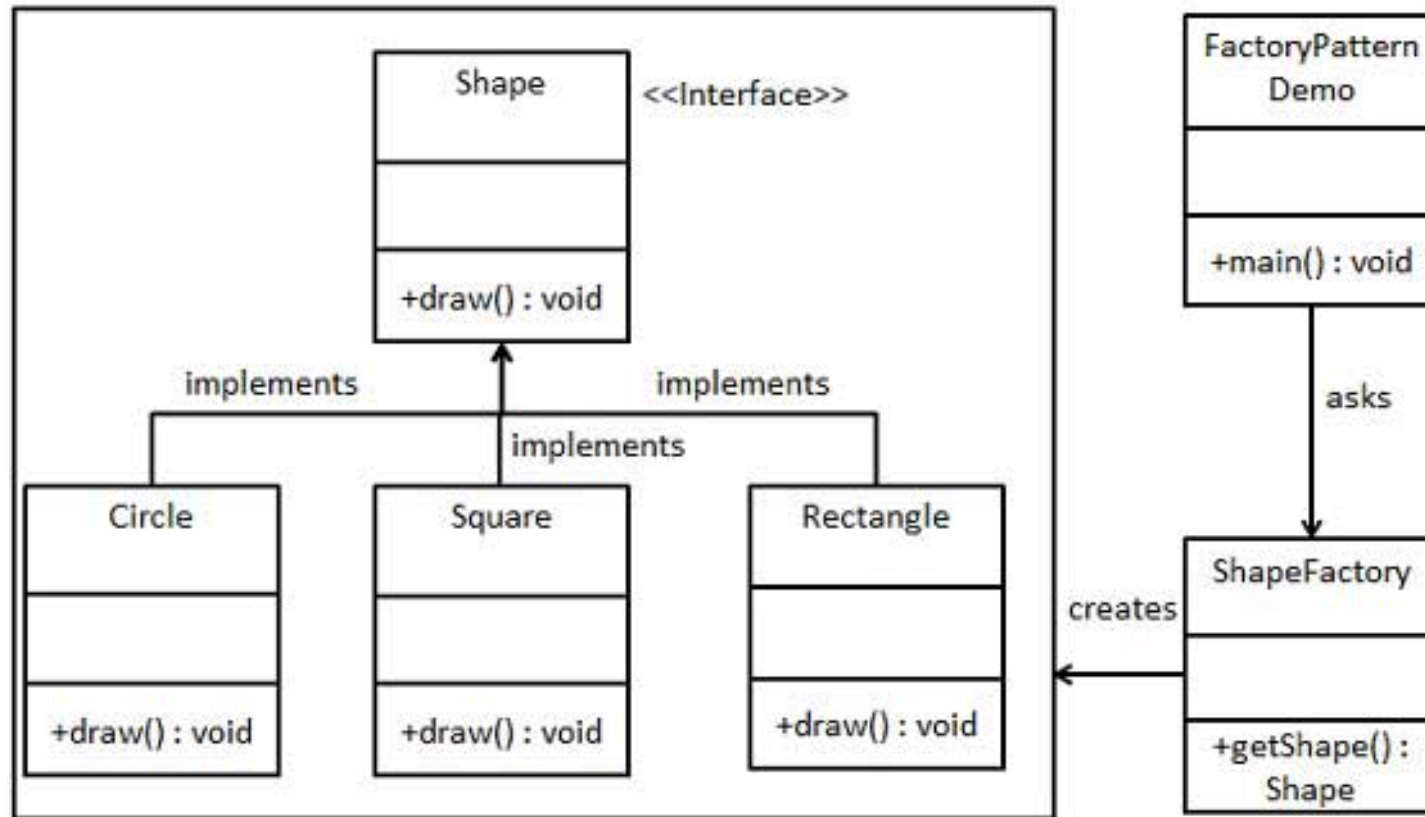 Shape
<<Interface>>
+draw() : void
implements
implements
implements
Circle
+draw() : void
Square
+draw() : void
Rectangle
+draw() : void
FactoryPattern
Demo
+main() : void
asks
ShapeFactory
+getShape() :
Shape
creates